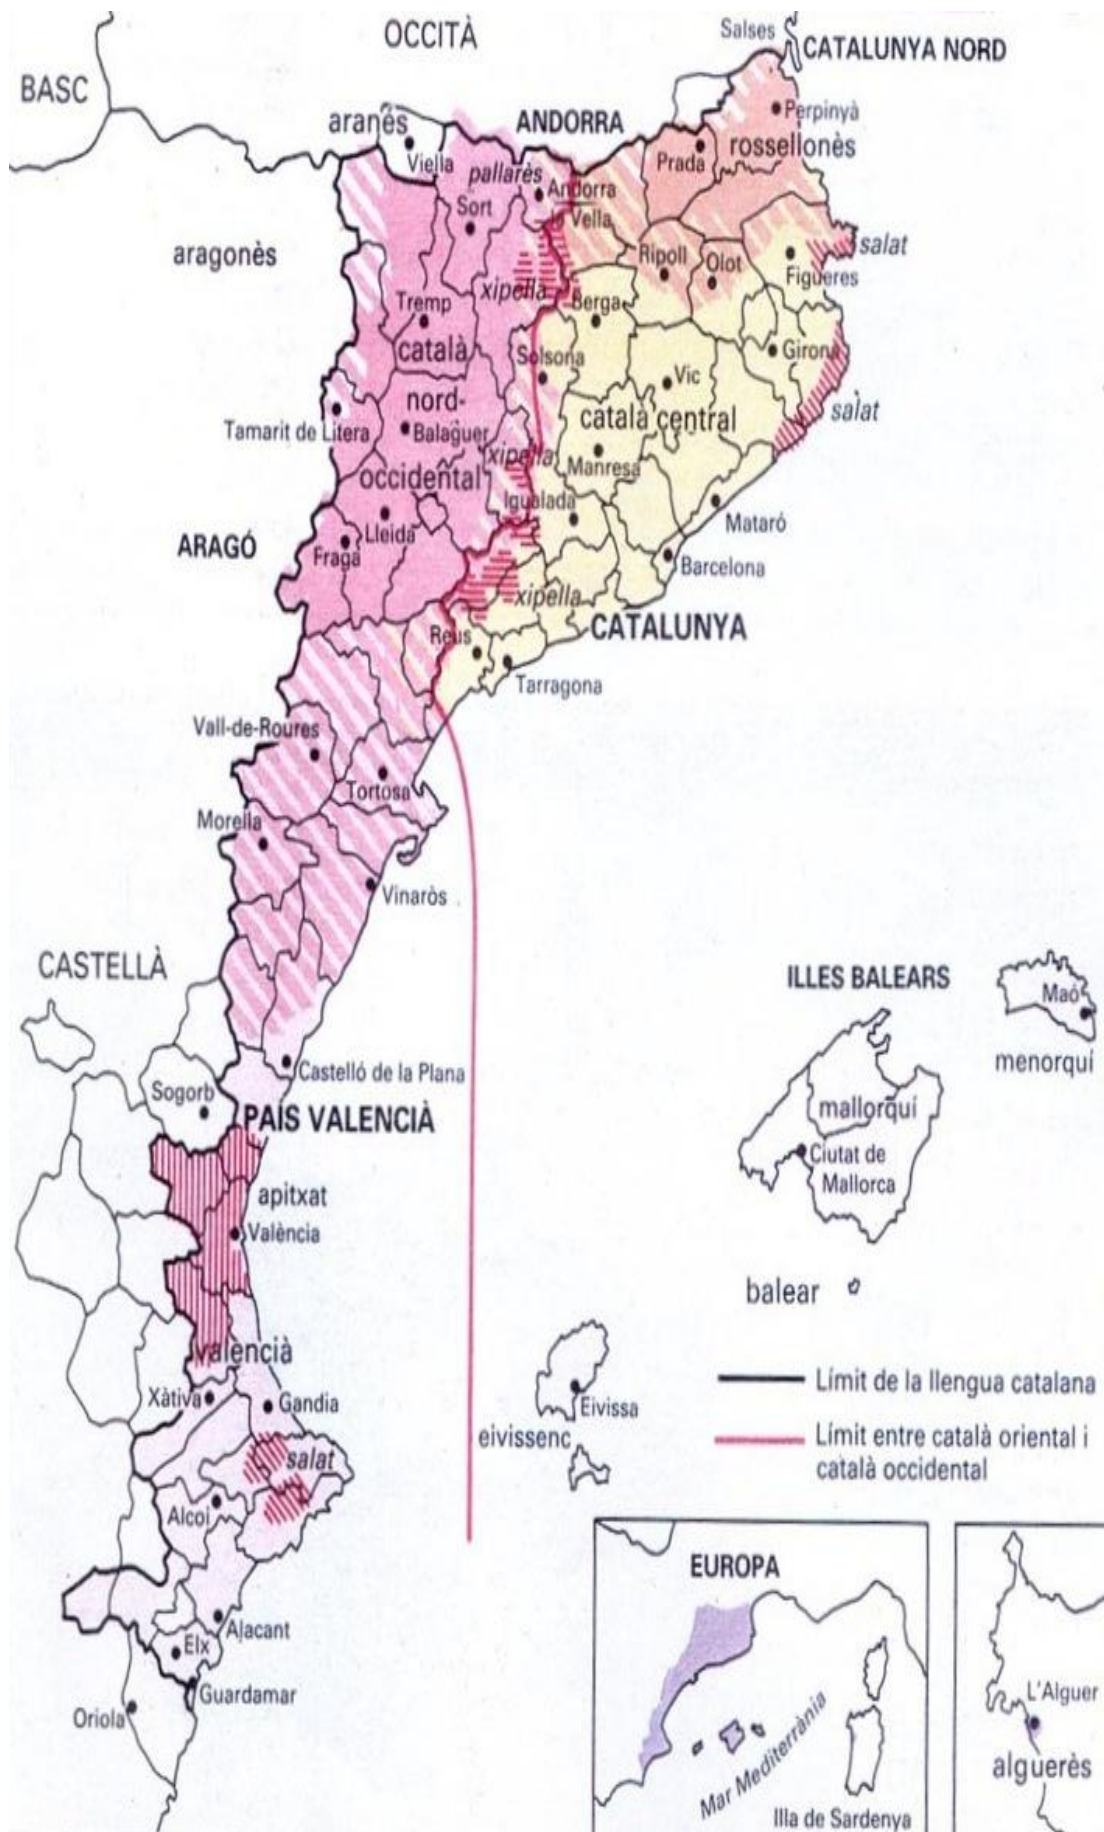 OCCITÀ
Salses
CATALUNYA NORD
BASC
Perpinyà
aranés
ANDORRA
rossellonès
Prada
Viella
pallarès
Andorra
la Vella
Sort
aragonès
salat
Ripoll
Olot
Figueres
xipella
Berga
Tremp
català
Solsona
Girona
Vic
nord-
català central
salat
Tamarit de Litera
Balaguer
xipella
Manresa
occidental
Igualada
Mataró
Lleida
ARAGÓ
Fraga
Barcelona
xipella
CATALUNYA
Reus
Tarragona
Vall-de-Roures
Tortosa
Morella
Vinaròs
CASTELLÀ
ILLES BALEARS
Maó
menorquí
Castelló de la Plana
Sogorb
PAÍS VALENCIÀ
mallorquí
Ciutat de
Mallorca
apitxat
València
balear
valencià
Xàtiva
Gandia
Eivissa
eivissenc
Límit de la llengua catalana
Límit entre català oriental i
català occidental
salat
Alcoi
EUROPA
Alacant
Elx
Guardamar
Oriola
L'Alguer
alguerès
Mar Mediterrània
Illa de Sardenya